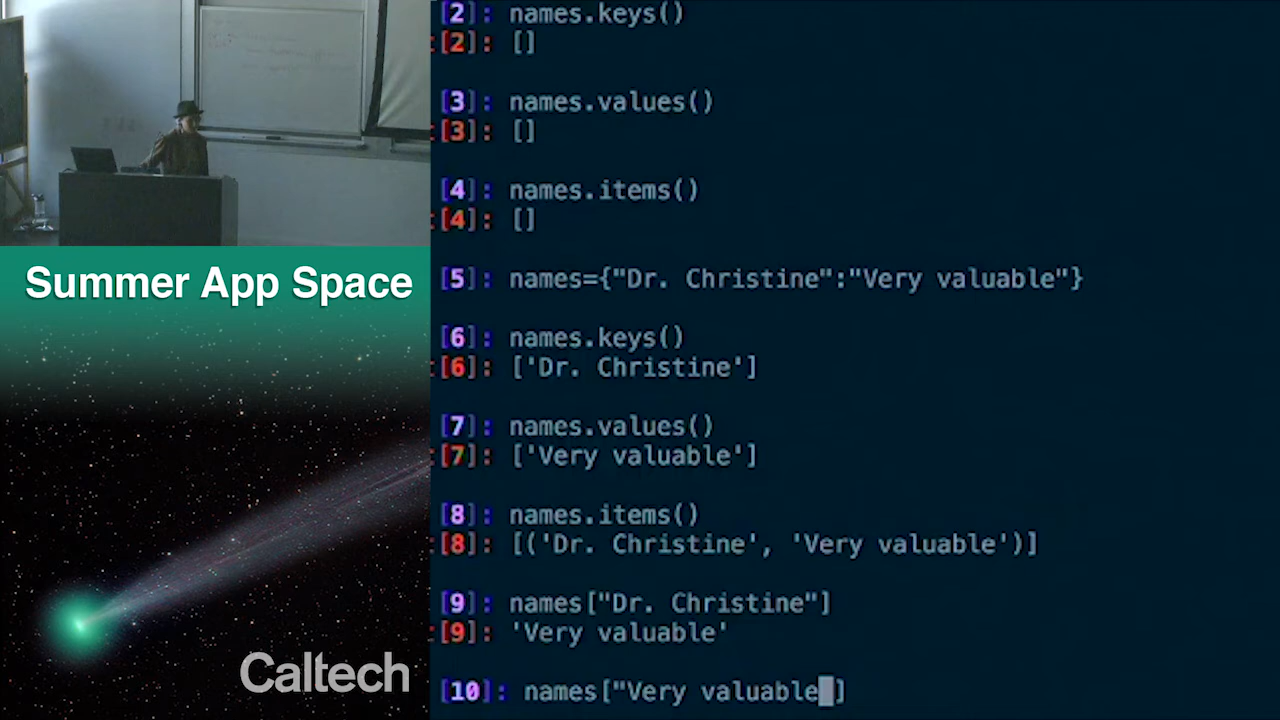 Summer App Space
Caltech
[2]: names.keys()
[2]: []
[3]: names.values()
[3]: []
[4]: names.items()
[4]: []
[5]: names={"Dr. Christine":"Very valuable"}
[6]: names.keys()
[6]: ['Dr. Christine']
[7]: names.values()
[7]: ['Very valuable']
[8]: names.items()
[8]: [('Dr. Christine', 'Very valuable')]
[9]: names["Dr. Christine"]
[9]: 'Very valuable'
[10]: names["Very valuable]